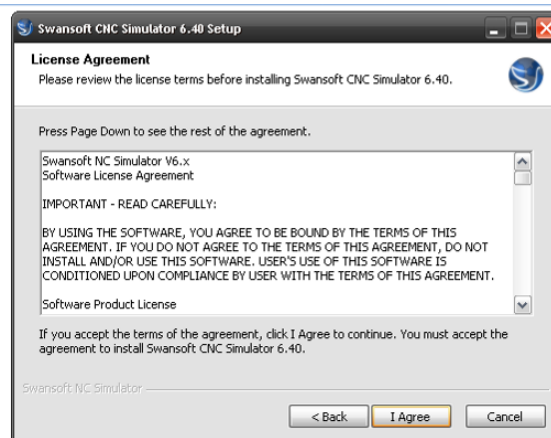 Swansoft CNC Simulator 6.40 Setup
License Agreement
Please review the license terms before installing Swansoft CNC Simulator 6.40.
Press Page Down to see the rest of the agreement.
Swansoft NC Simulator V6.x
Software License Agreement
IMPORTANT - READ CAREFULLY:
BY USING THE SOFTWARE, YOU AGREE TO BE BOUND BY THE TERMS OF THIS
AGREEMENT. IF YOU DO NOT AGREE TO THE TERMS OF THIS AGREEMENT, DO NOT
INSTALL AND/OR USE THIS SOFTWARE. USER'S USE OF THIS SOFTWARE IS
CONDITIONED UPON COMPLIANCE BY USER WITH THE TERMS OF THIS AGREEMENT.
Software Product License
If you accept the terms of the agreement, click I Agree to continue. You must accept the
agreement to install Swansoft CNC Simulator 6.40.
Swansoft NC Simulator
< Back I Agree Cancel